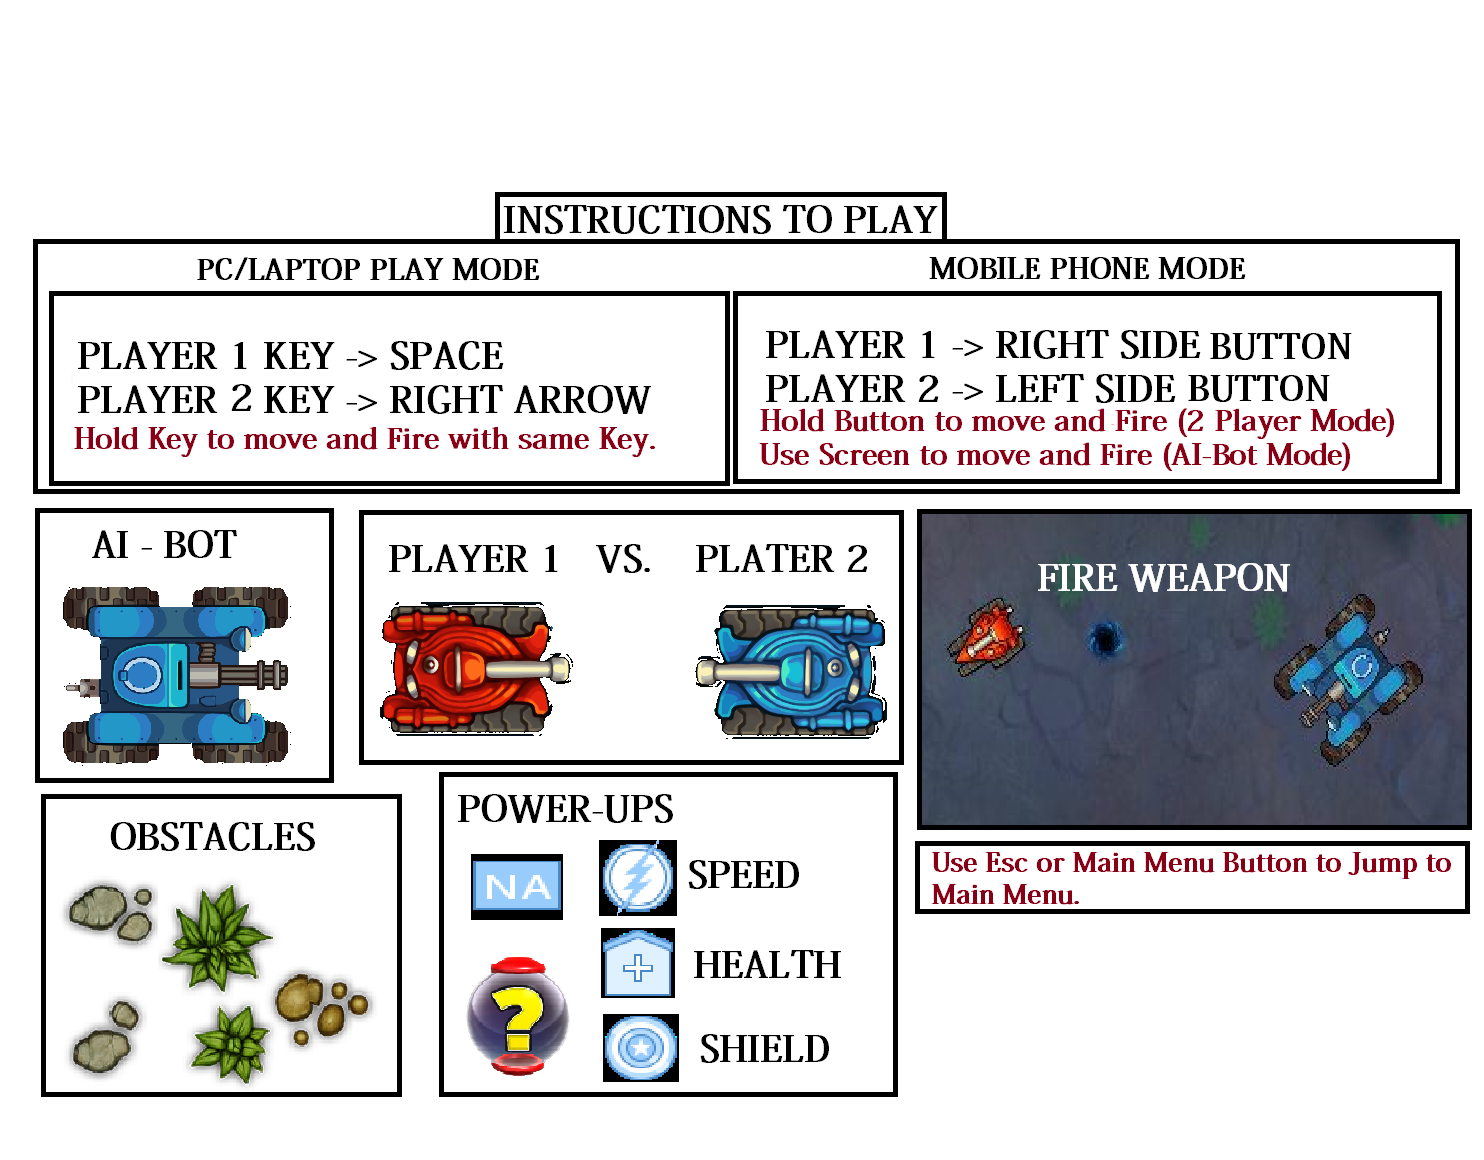 INSTRUCTIONS TO PLAY
PC/LAPTOP PLAY MODE
PLAYER 1 KEY -> SPACE
PLAYER 2 KEY -> RIGHT ARROW
Hold Key to move and Fire with same Key.
MOBILE PHONE MODE
PLAYER 1 -> RIGHT SIDE BUTTON
PLAYER 2 -> LEFT SIDE BUTTON
Hold Button to move and Fire (2 Player Mode)
Use Screen to move and Fire (AI-Bot Mode)
AI - BOT
PLAYER 1 VS. PLATER 2
FIRE WEAPON
OBSTACLES
POWER-UPS
NA
SPEED
HEALTH
?
SHIELD
Use Esc or Main Menu Button to Jump to
Main Menu.